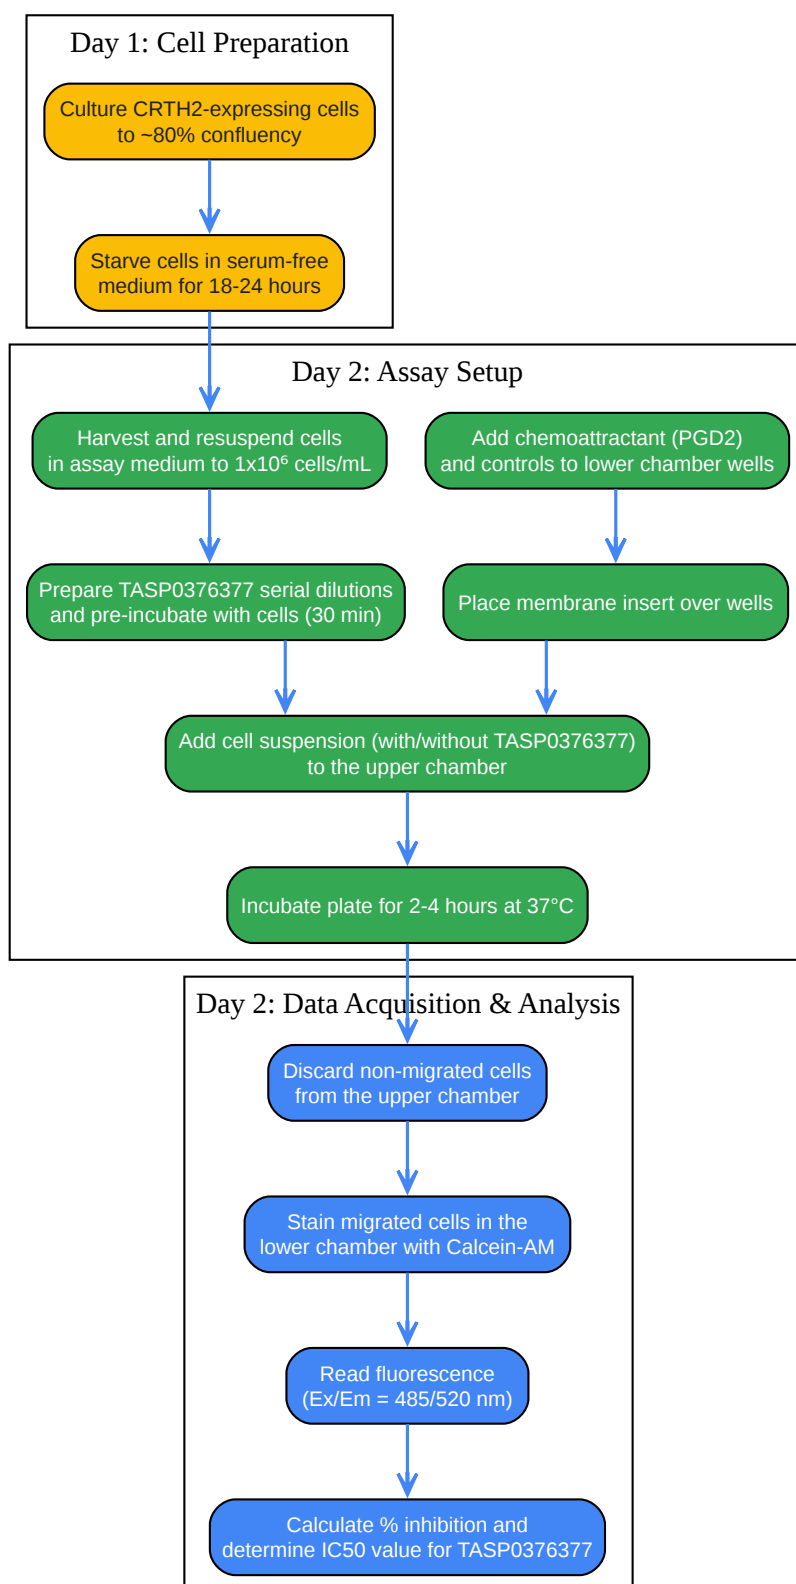 Day 1: Cell Preparation
Culture CRTH2-expressing cells
to ~80% confluency
Starve cells in serum-free
medium for 18-24 hours
Day 2: Assay Setup
Harvest and resuspend cells
in assay medium to 1x10⁶ cells/mL
Add chemoattractant (PGD2)
and controls to lower chamber wells
Prepare TASP0376377 serial dilutions
and pre-incubate with cells (30 min)
Place membrane insert over wells
Add cell suspension (with/without TASP0376377)
to the upper chamber
Incubate plate for 2-4 hours at 37°C
Day 2: Data Acquisition & Analysis
Discard non-migrated cells
from the upper chamber
Stain migrated cells in the
lower chamber with Calcein-AM
Read fluorescence
(Ex/Em = 485/520 nm)
Calculate % inhibition and
determine IC50 value for TASP0376377